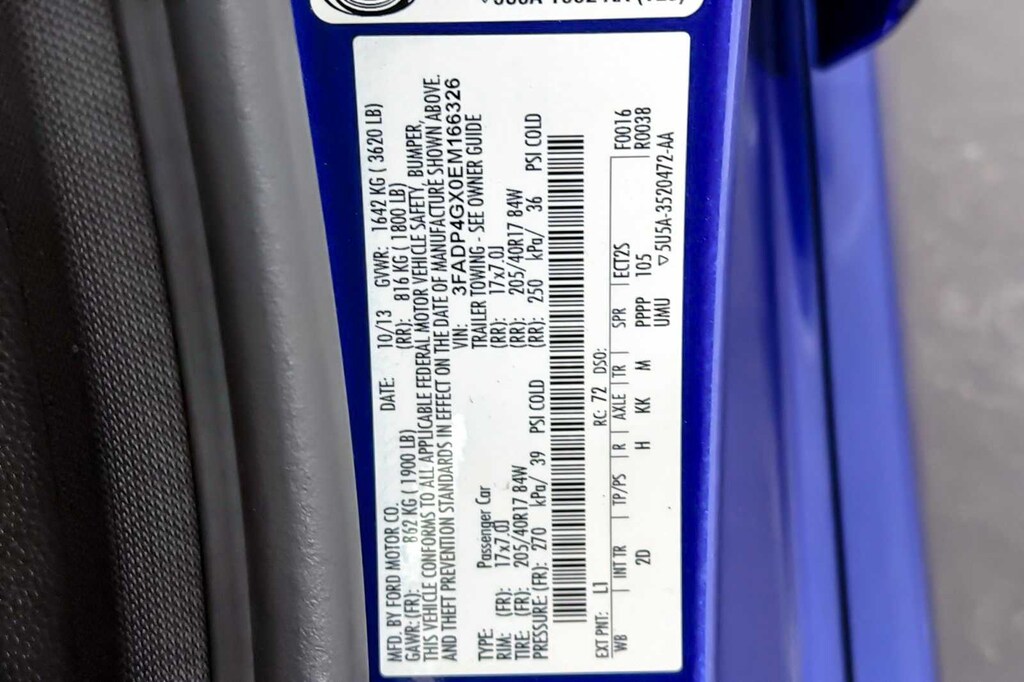 MFD. BY FORD MOTOR CO. DATE: 10/13 GVWR: 1642 KG ( 3620 LB)
GAWR: (FR): 862 KG ( 1900 LB) (RR): 816 KG ( 1800 LB)
THIS VEHICLE CONFORMS TO ALL APPLICABLE FEDERAL MOTOR VEHICLE SAFETY, BUMPER,
AND THEFT PREVENTION STANDARDS IN EFFECT ON THE DATE OF MANUFACTURE SHOWN ABOVE.
VIN: 3FADP4GX0EM166326
TYPE: Passenger Car TRAILER TOWING - SEE OWNER GUIDE
RIM: (FR): 17x7.0J (RR): 17x7.0J
TIRE: (FR): 205/40R17 84W (RR): 205/40R17 84W
PRESSURE: (FR): 270 kPa/ 39 PSI COLD (RR): 250 kPa/ 36 PSI COLD
EXT PNT: L1 RC: 72 DSO: F0016
WB INT TR TP/PS R AXLE TR SPR IECT2S R0038
2D H KK M PPPP 105
UMU ▽5U5A-3520472-AA